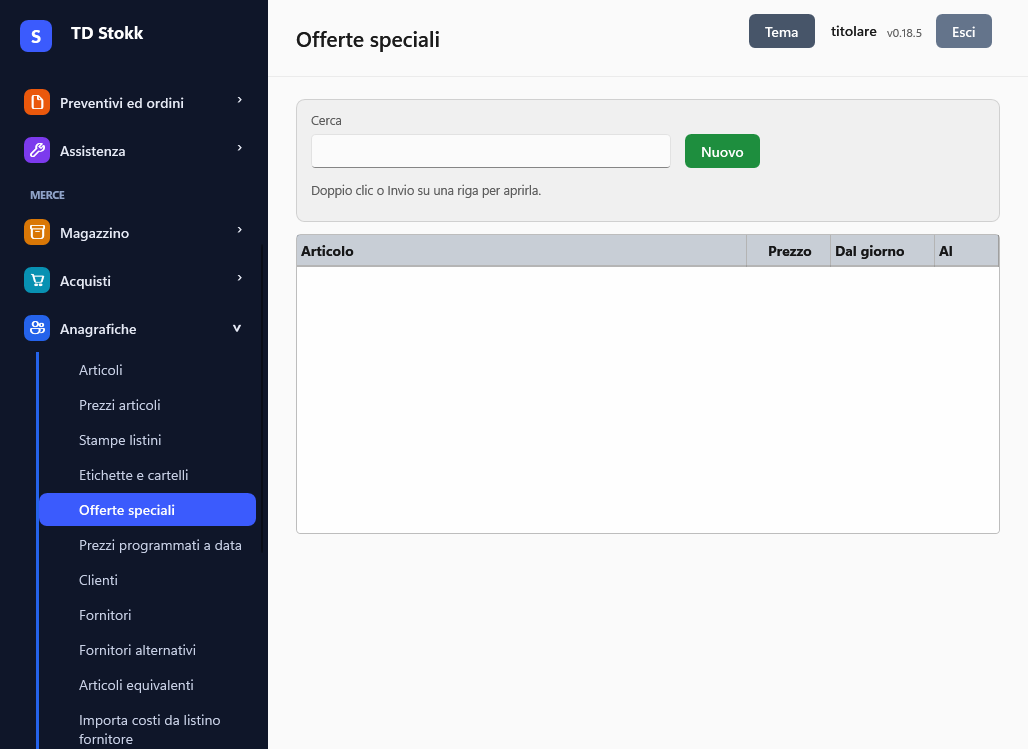 S
TD Stokk
Preventivi ed ordini
Assistenza
MERCE
Magazzino
Acquisti
Anagrafiche
Articoli
Prezzi articoli
Stampe listini
Etichette e cartelli
Offerte speciali
Prezzi programmati a data
Clienti
Fornitori
Fornitori alternativi
Articoli equivalenti
Importa costi da listino
fornitore
Offerte speciali
Tema
titolare
v0.18.5
Esci
Cerca
Nuovo
Doppio clic o Invio su una riga per aprirla.
Articolo Prezzo Dal giorno Al